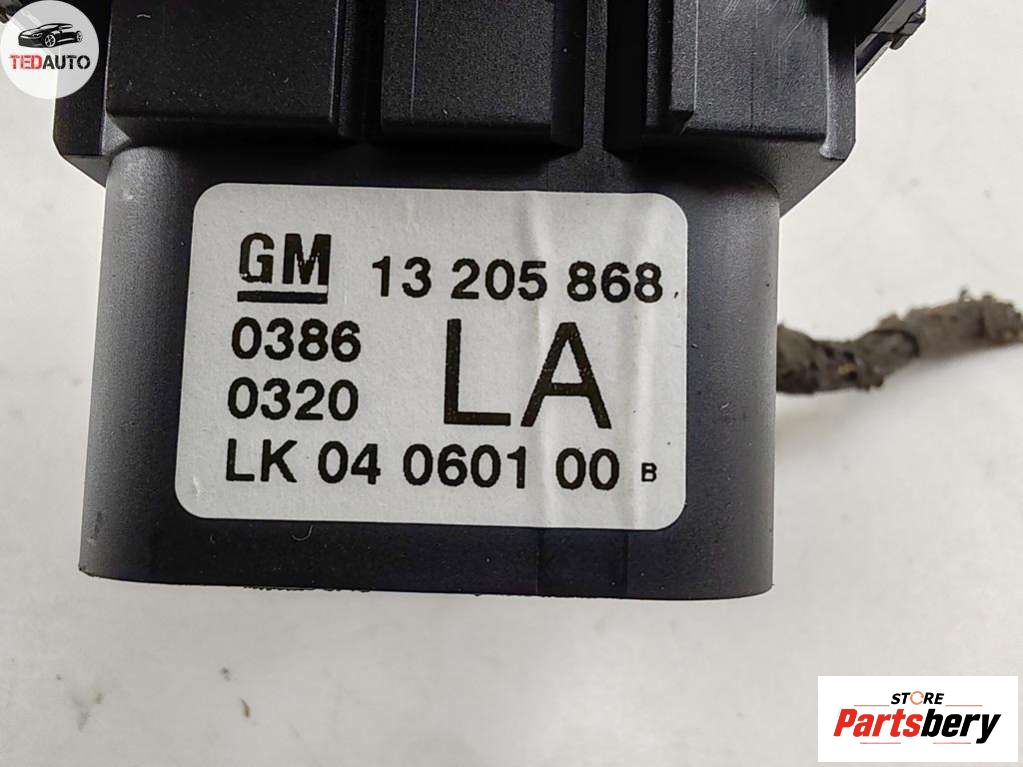 TEDAUTO
GM 13 205 868
0386 LA
0320
LK 04 0601 00 B
STORE
Partsbery